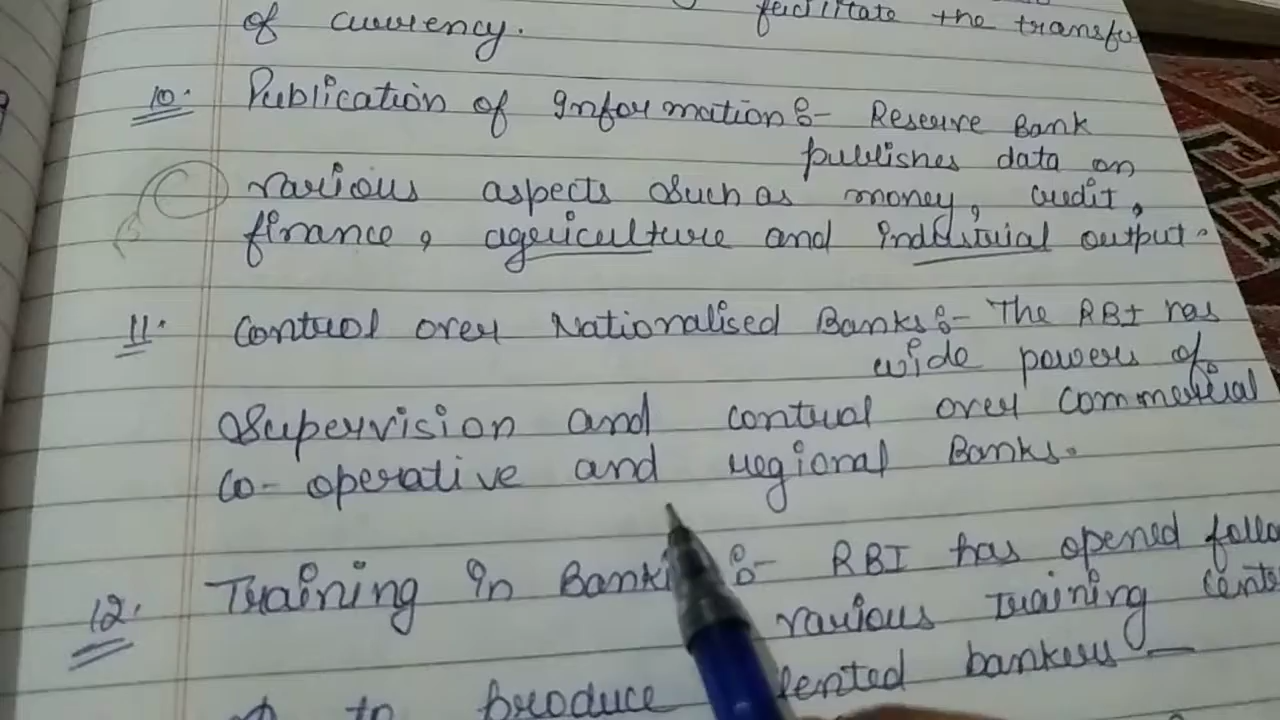 of currency. facilitate the
10. Publication of Information :- Reserve Bank
publishes data on
various aspects such as money, credit,
finance, agriculture and industrial output.
11. Control over Nationalised Banks :- The RBI has
wide powers of
Supervision and control over commercial
co-operative and regional Banks.
12. Training In :- RBI has opened
various training
to produce bankers —